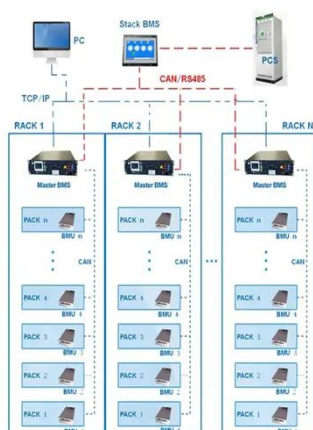 PC
Stack BMS
PCS
CAN/RS485
TCP/IP
RACK 1
RACK 2
RACK N
Master BMS
Master BMS
Master BMS
PACK n
BMU n
PACK n
BMU n
PACK n
BMU n
CAN
CAN
CAN
PACK 4
BMU 4
PACK 4
BMU 4
PACK 4
BMU 4
PACK 3
BMU 3
PACK 3
BMU 3
PACK 3
BMU 3
PACK 2
BMU 2
PACK 2
BMU 2
PACK 2
BMU 2
PACK 1
PACK 1
PACK 1